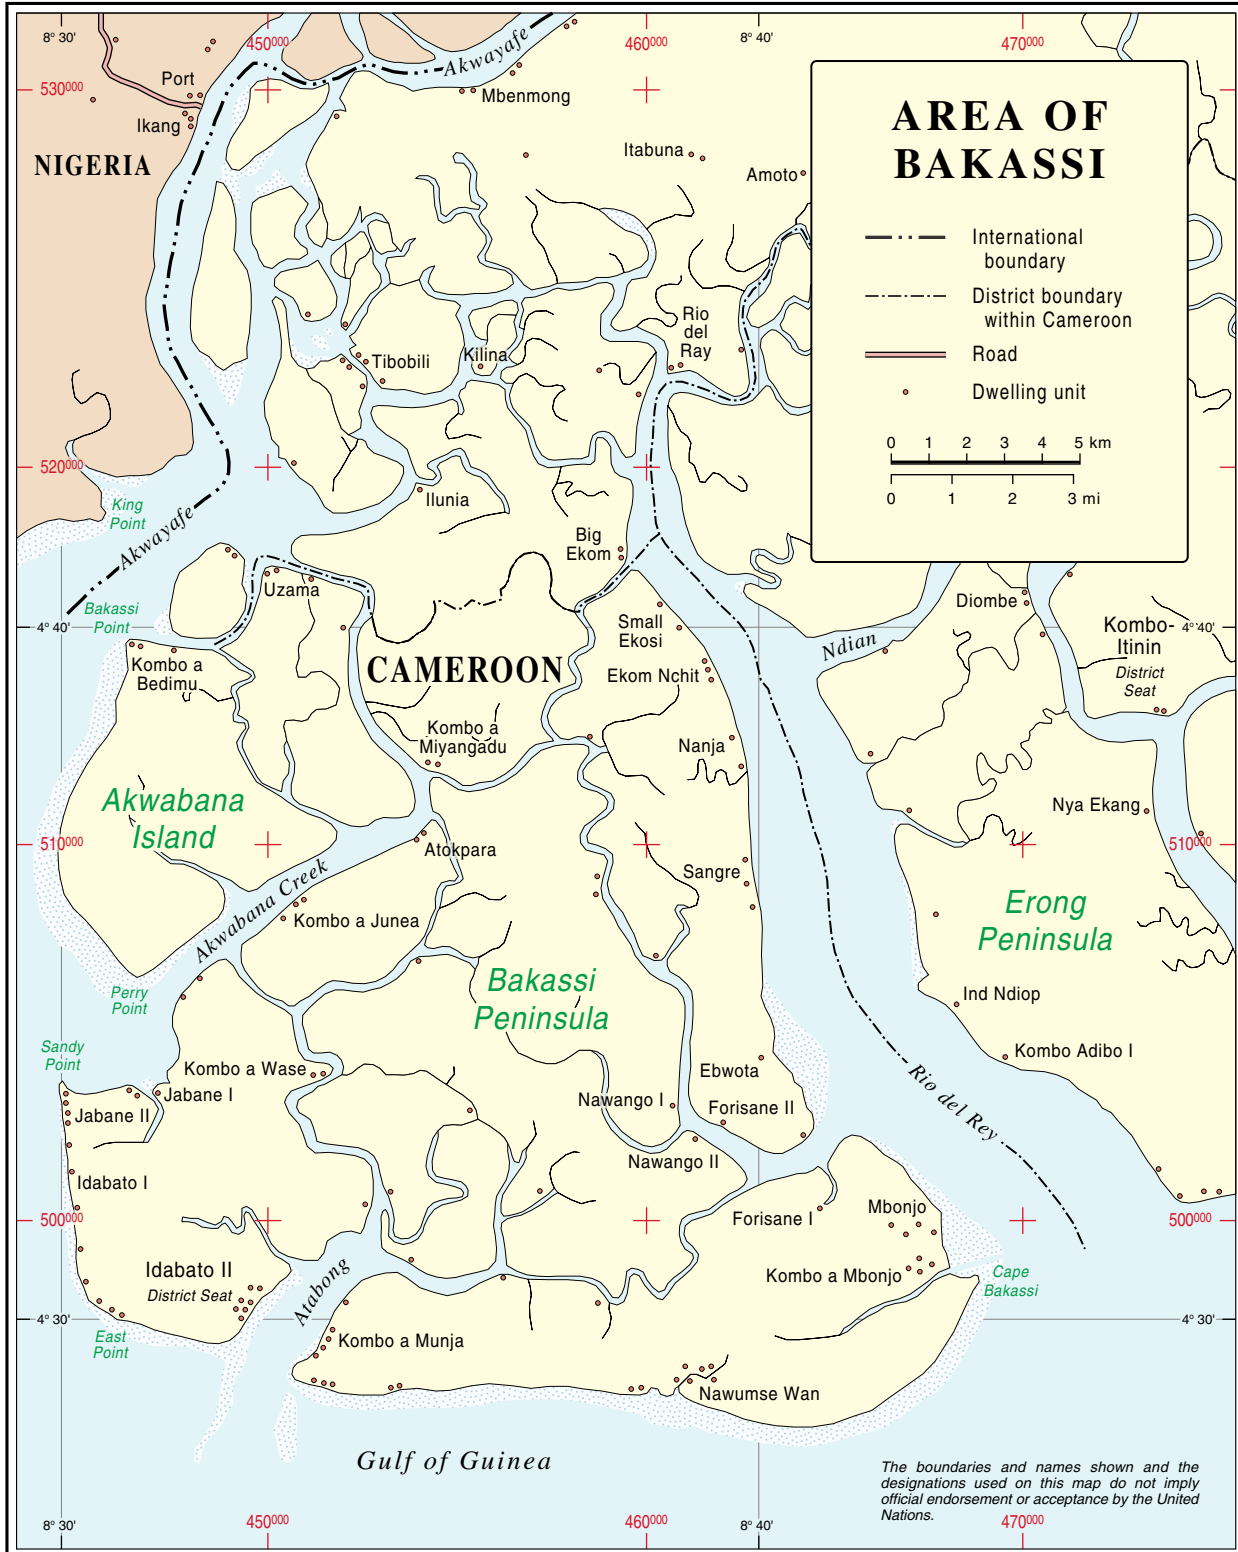 8° 30'
450000
460000
8° 40'
470000
Akwayafe
Port
530000
Mbenmong
Ikang
NIGERIA
Itabuna
Amoto
AREA OF
BAKASSI
International
boundary
District boundary
within Cameroon
Road
Dwelling unit
0 1 2 3 4 5 km
0 1 2 3 mi
Rio
del
Ray
Tibobili
Kilina
520000
Ilunia
King
Point
Akwayafe
Big
Ekom
Uzama
Diombe
Bakassi
Point
4° 40'
Small
Ekosi
Ndian
Kombo-
Itinin
District
Seat
4° 40'
Kombo a
Bedimu
CAMEROON
Ekom Nchit
Kombo a
Miyangadu
Nanja
Akwabana
Island
Nya Ekang
510000
Atokpara
510000
Sangre
Akwabana Creek
Kombo a Junea
Erong
Peninsula
Perry
Point
Bakassi
Peninsula
Ind Ndiop
Sandy
Point
Kombo Adibo I
Kombo a Wase
Ebwota
Rio del Rey
Jabane I
Jabane II
Nawango I
Forisane II
Nawango II
Idabato I
Mbonjo
Forisane I
500000
500000
Idabato II
District Seat
Atabong
Kombo a Mbonjo
Cape
Bakassi
4° 30'
4° 30'
East
Point
Kombo a Munja
Nawumse Wan
Gulf of Guinea
The boundaries and names shown and the
designations used on this map do not imply
official endorsement or acceptance by the United
Nations.
8° 30'
450000
460000
8° 40'
470000